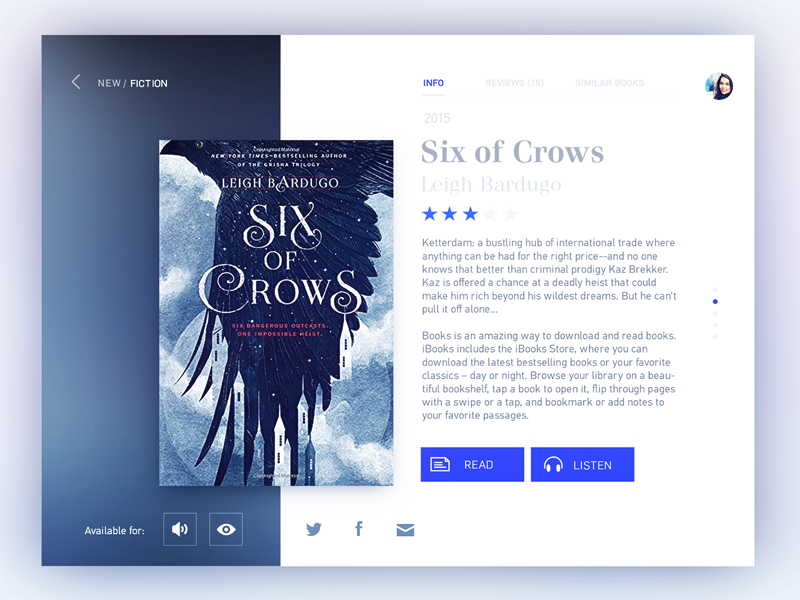 NEW / FICTION
INFO REVIEWS (15) SIMILAR BOOKS
2015
Six of Crows
Leigh Bardugo
Ketterdam: a bustling hub of international trade where
anything can be had for the right price--and no one
knows that better than criminal prodigy Kaz Brekker.
Kaz is offered a chance at a deadly heist that could
make him rich beyond his wildest dreams. But he can't
pull it off alone...
Books is an amazing way to download and read books.
iBooks includes the iBooks Store, where you can
download the latest bestselling books or your favorite
classics – day or night. Browse your library on a beau-
tiful bookshelf, tap a book to open it, flip through pages
with a swipe or a tap, and bookmark or add notes to
your favorite passages.
READ LISTEN
Copyrighted Material
NEW YORK TIMES—BESTSELLING AUTHOR
OF THE GRISHA TRILOGY
LEIGH BARDUGO
SIX
OF
CROWS
SIX DANGEROUS OUTCASTS.
ONE IMPOSSIBLE HEIST.
Copyrighted Material
Available for: